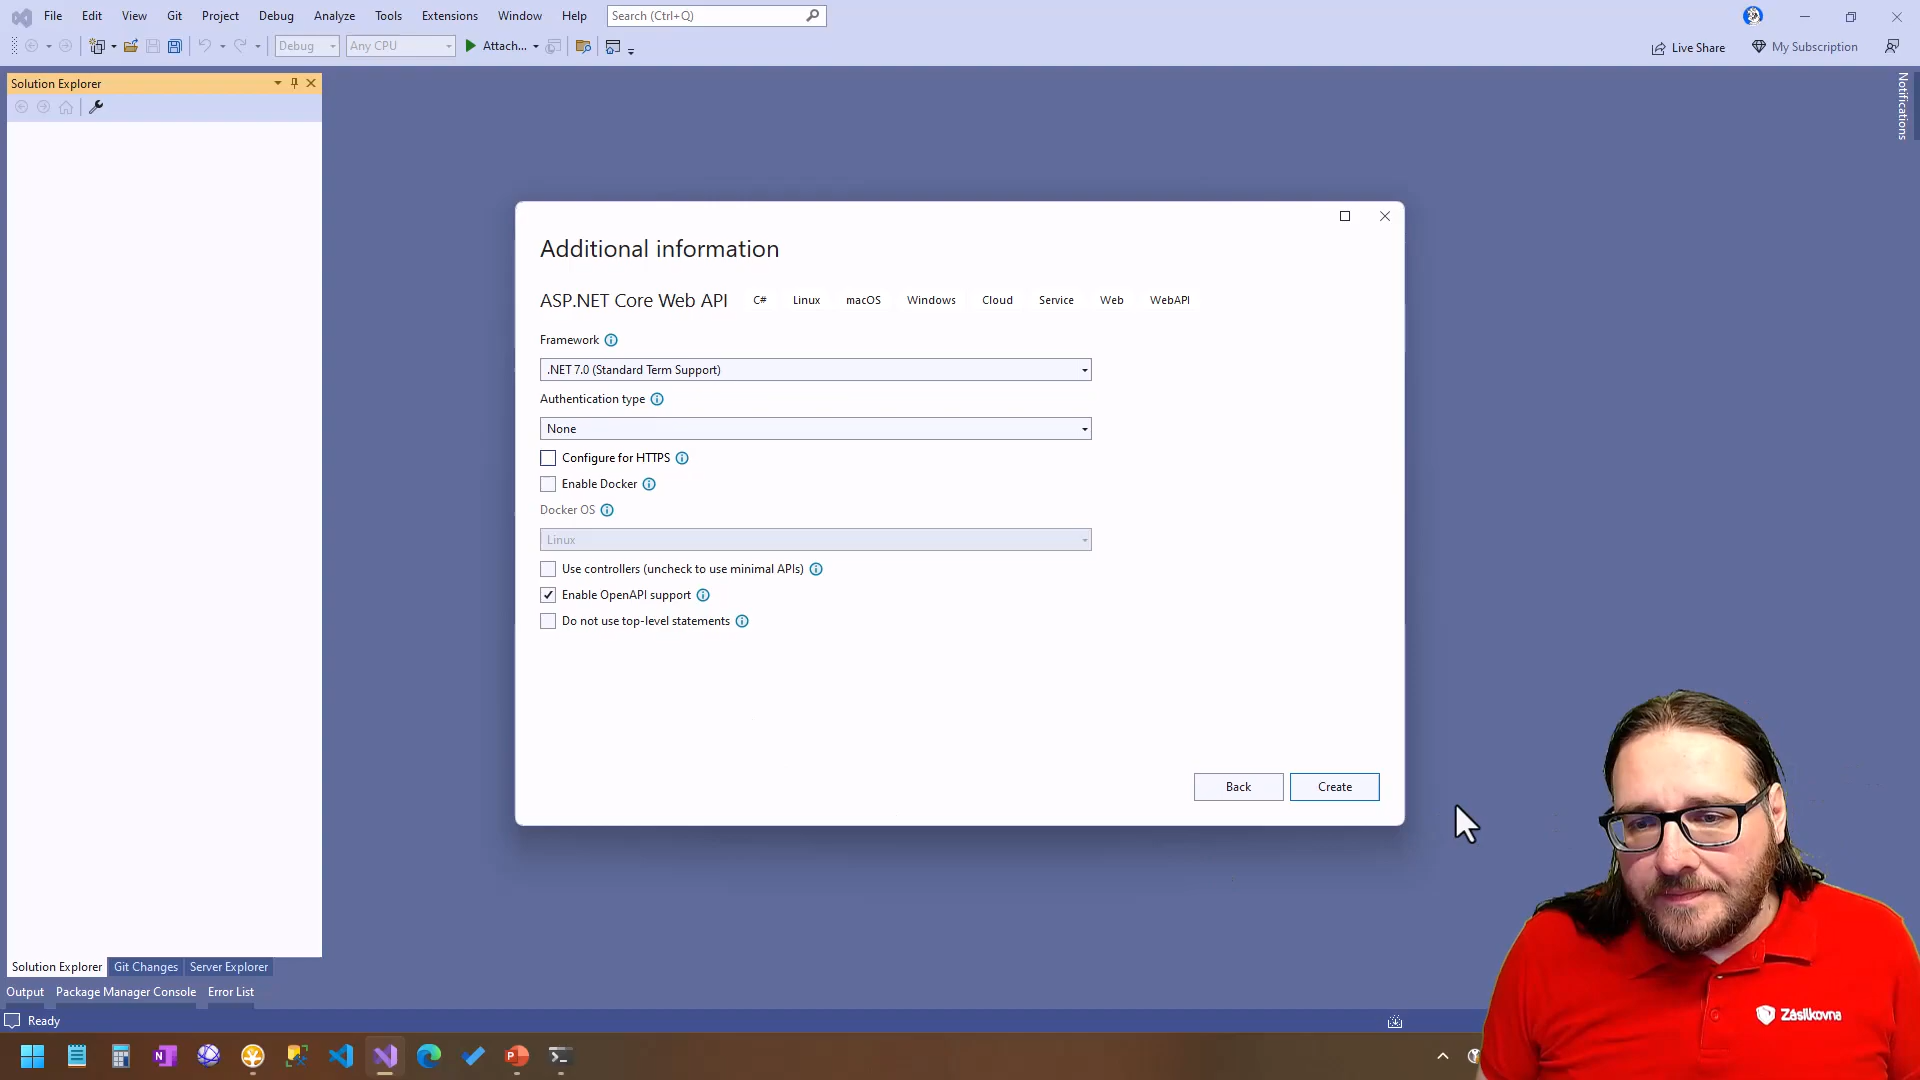 File Edit View Git Project Debug Analyze Tools Extensions Window Help Search (Ctrl+Q)
Debug Any CPU Attach... Live Share My Subscription
Solution Explorer
Notifications
Additional information
ASP.NET Core Web API C# Linux macOS Windows Cloud Service Web WebAPI
Framework
.NET 7.0 (Standard Term Support)
Authentication type
None
Configure for HTTPS
Enable Docker
Docker OS
Linux
Use controllers (uncheck to use minimal APIs)
Enable OpenAPI support
Do not use top-level statements
Back Create
Solution Explorer Git Changes Server Explorer
Output Package Manager Console Error List
Ready
Zásilkovna